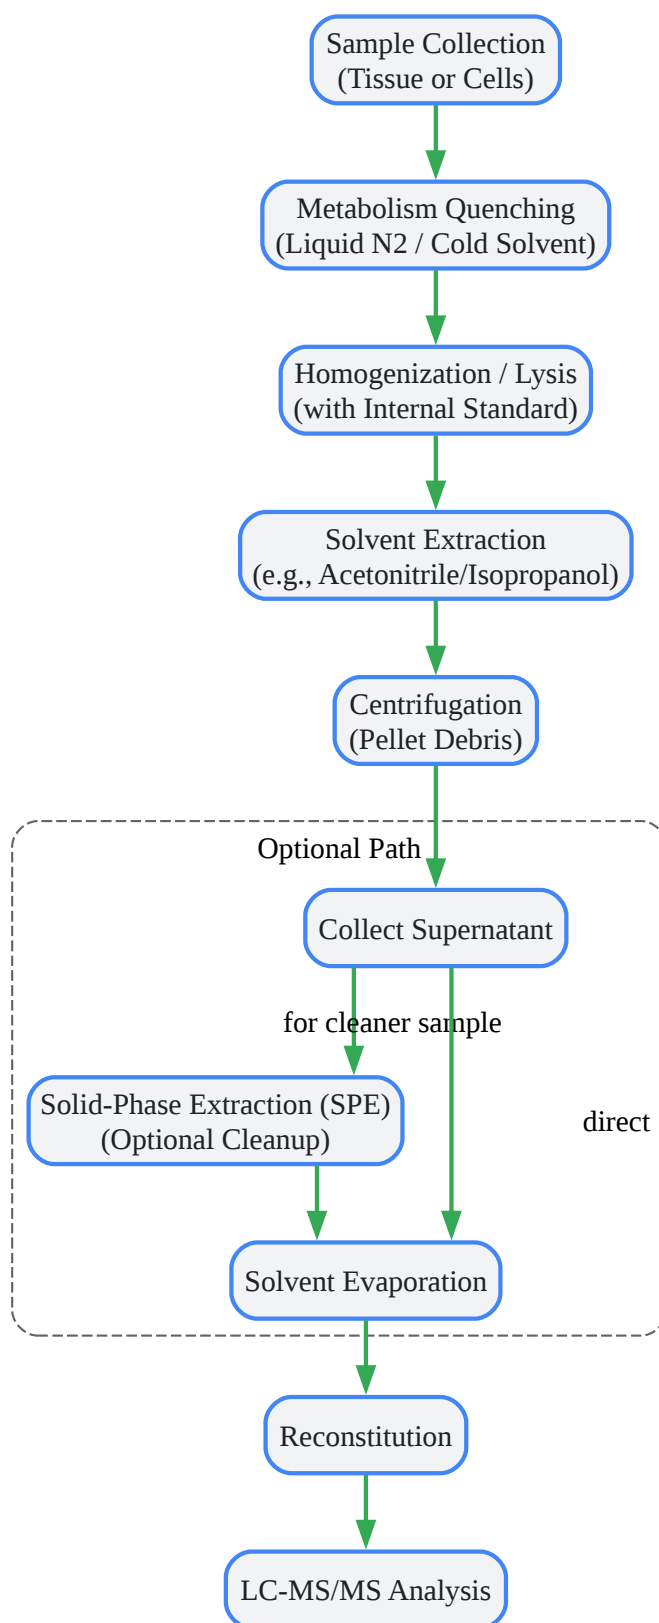 Sample Collection
(Tissue or Cells)
Metabolism Quenching
(Liquid N2 / Cold Solvent)
Homogenization / Lysis
(with Internal Standard)
Solvent Extraction
(e.g., Acetonitrile/Isopropanol)
Centrifugation
(Pellet Debris)
Optional Path
Collect Supernatant
for cleaner sample
Solid-Phase Extraction (SPE)
(Optional Cleanup)
direct
Solvent Evaporation
Reconstitution
LC-MS/MS Analysis